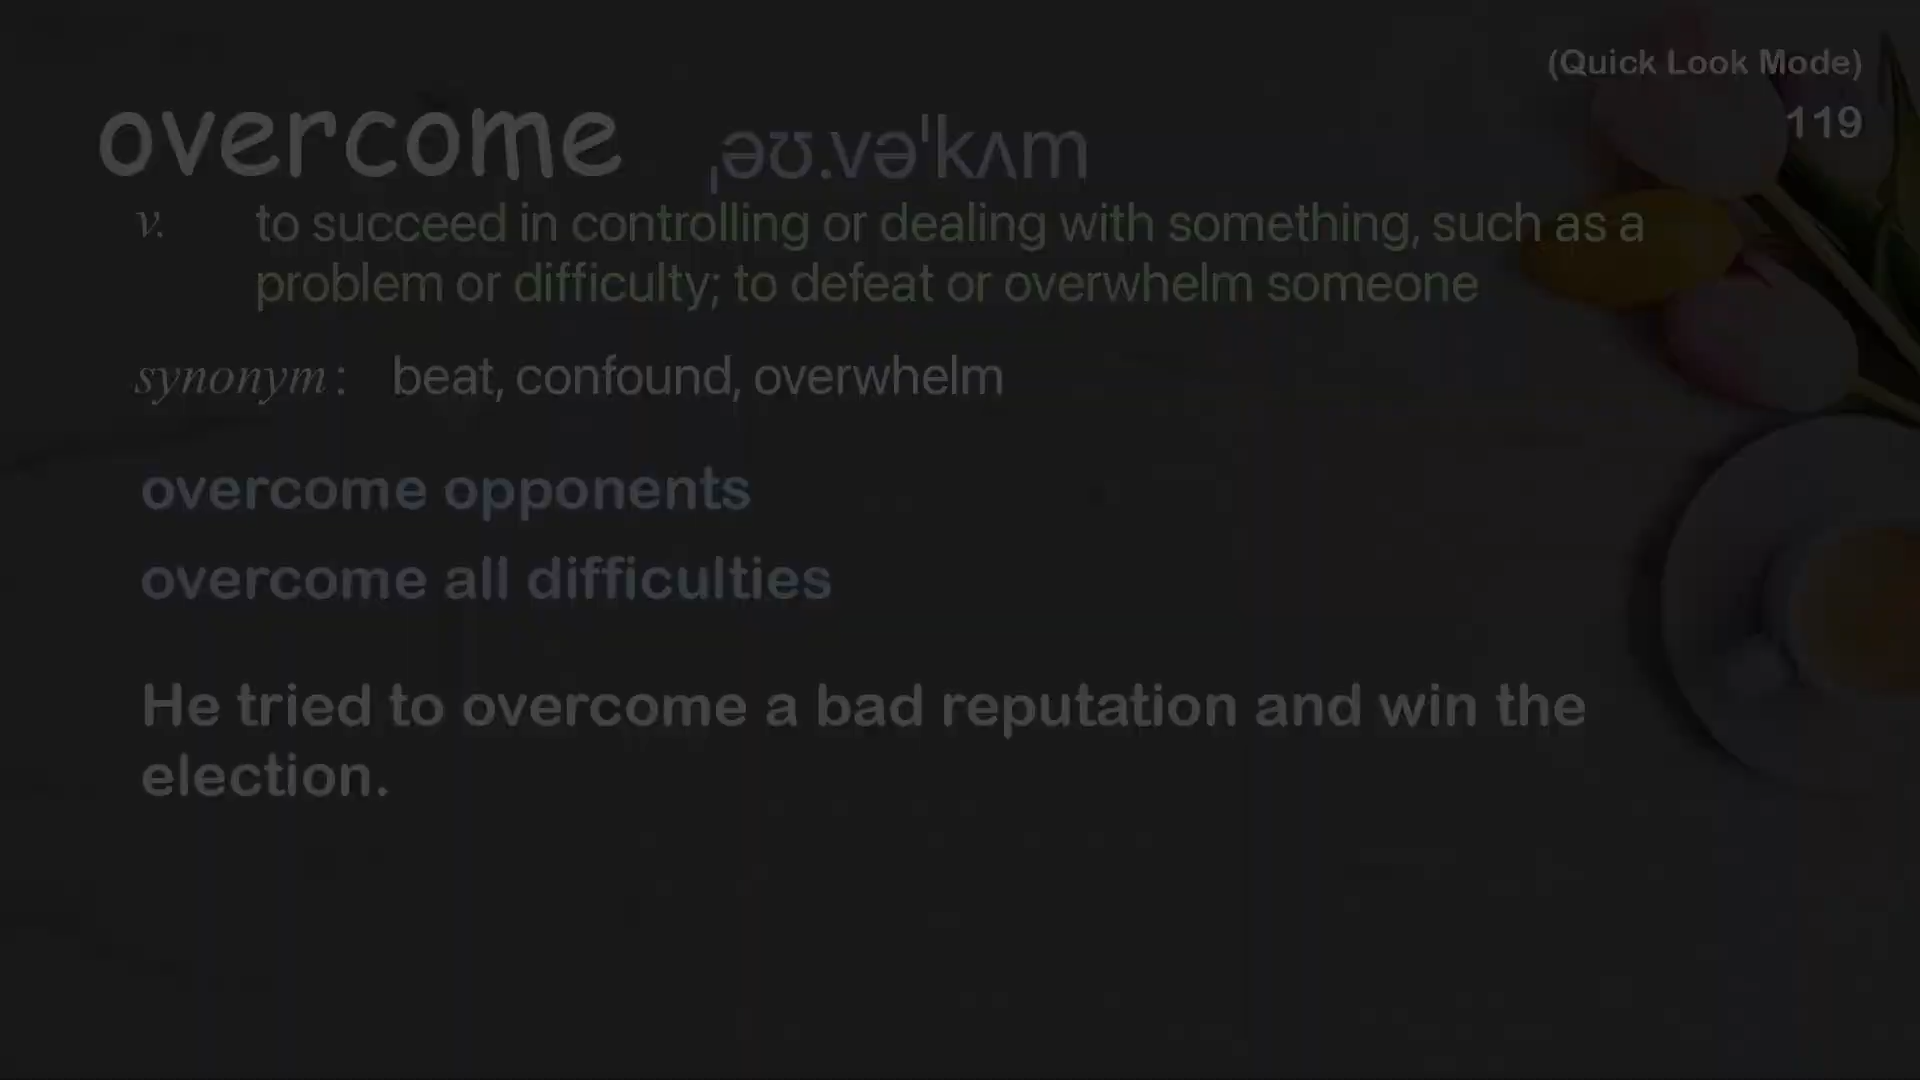 (Quick Look Mode)
119
overcome ˌəʊ.vəˈkʌm
v. to succeed in controlling or dealing with something, such as a
problem or difficulty; to defeat or overwhelm someone
synonym : beat, confound, overwhelm
overcome opponents
overcome all difficulties
He tried to overcome a bad reputation and win the
election.